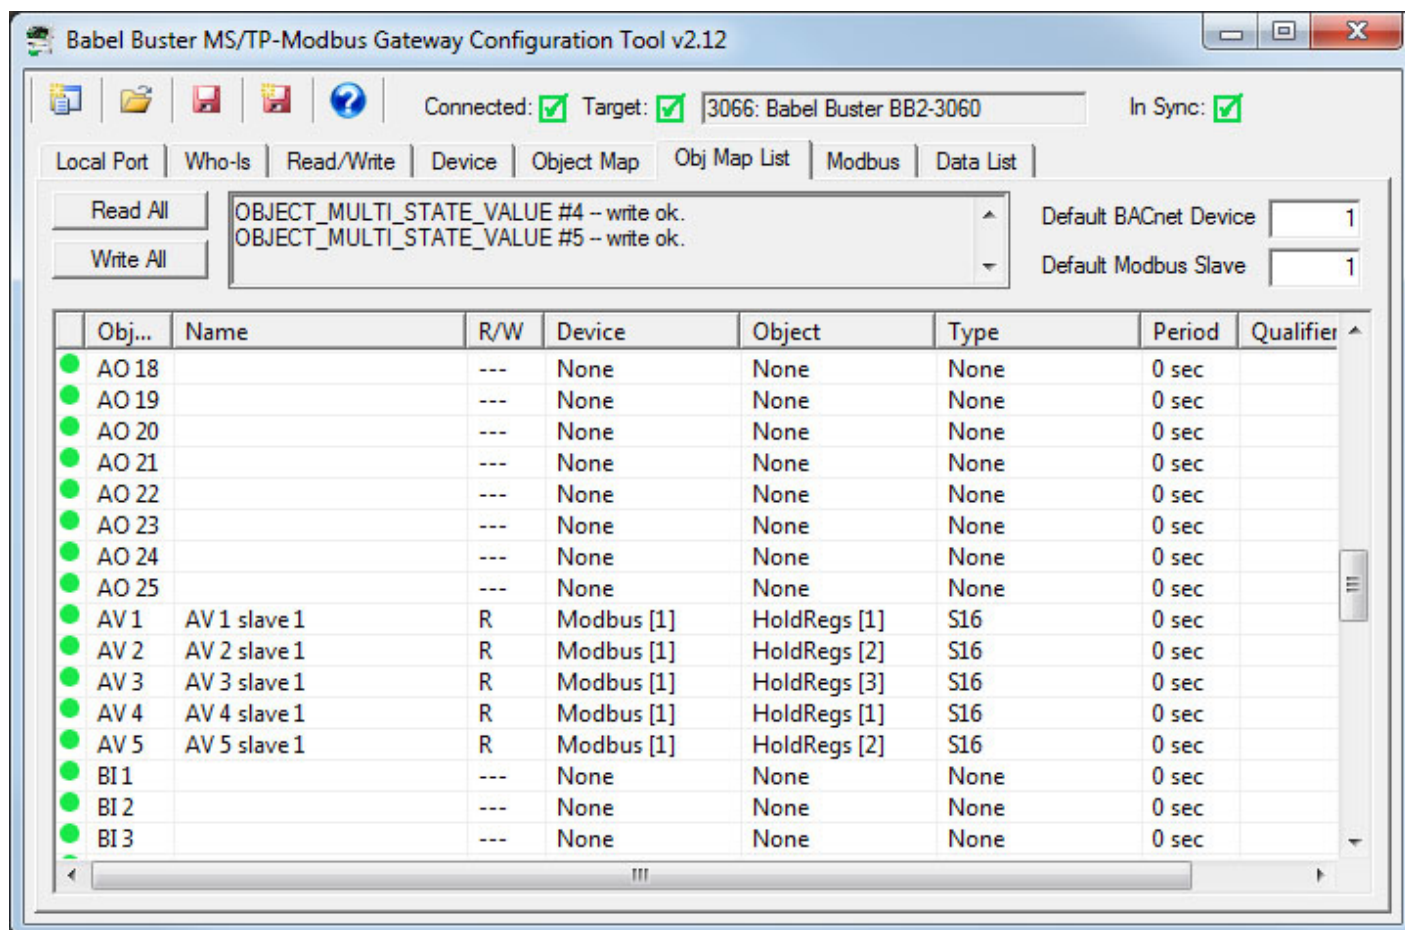 Babel Buster MS/TP-Modbus Gateway Configuration Tool v2.12
Connected: Target: 3066: Babel Buster BB2-3060 In Sync:
Local Port Who-Is Read/Write Device Object Map Obj Map List Modbus Data List
Read All
Write All
OBJECT_MULTI_STATE_VALUE #4 -- write ok.
OBJECT_MULTI_STATE_VALUE #5 -- write ok.
Default BACnet Device 1
Default Modbus Slave 1
Obj... Name R/W Device Object Type Period Qualifier
AO 18 --- None None None 0 sec
AO 19 --- None None None 0 sec
AO 20 --- None None None 0 sec
AO 21 --- None None None 0 sec
AO 22 --- None None None 0 sec
AO 23 --- None None None 0 sec
AO 24 --- None None None 0 sec
AO 25 --- None None None 0 sec
AV 1 AV 1 slave 1 R Modbus [1] HoldRegs [1] S16 0 sec
AV 2 AV 2 slave 1 R Modbus [1] HoldRegs [2] S16 0 sec
AV 3 AV 3 slave 1 R Modbus [1] HoldRegs [3] S16 0 sec
AV 4 AV 4 slave 1 R Modbus [1] HoldRegs [1] S16 0 sec
AV 5 AV 5 slave 1 R Modbus [1] HoldRegs [2] S16 0 sec
BI 1 --- None None None 0 sec
BI 2 --- None None None 0 sec
BI 3 --- None None None 0 sec